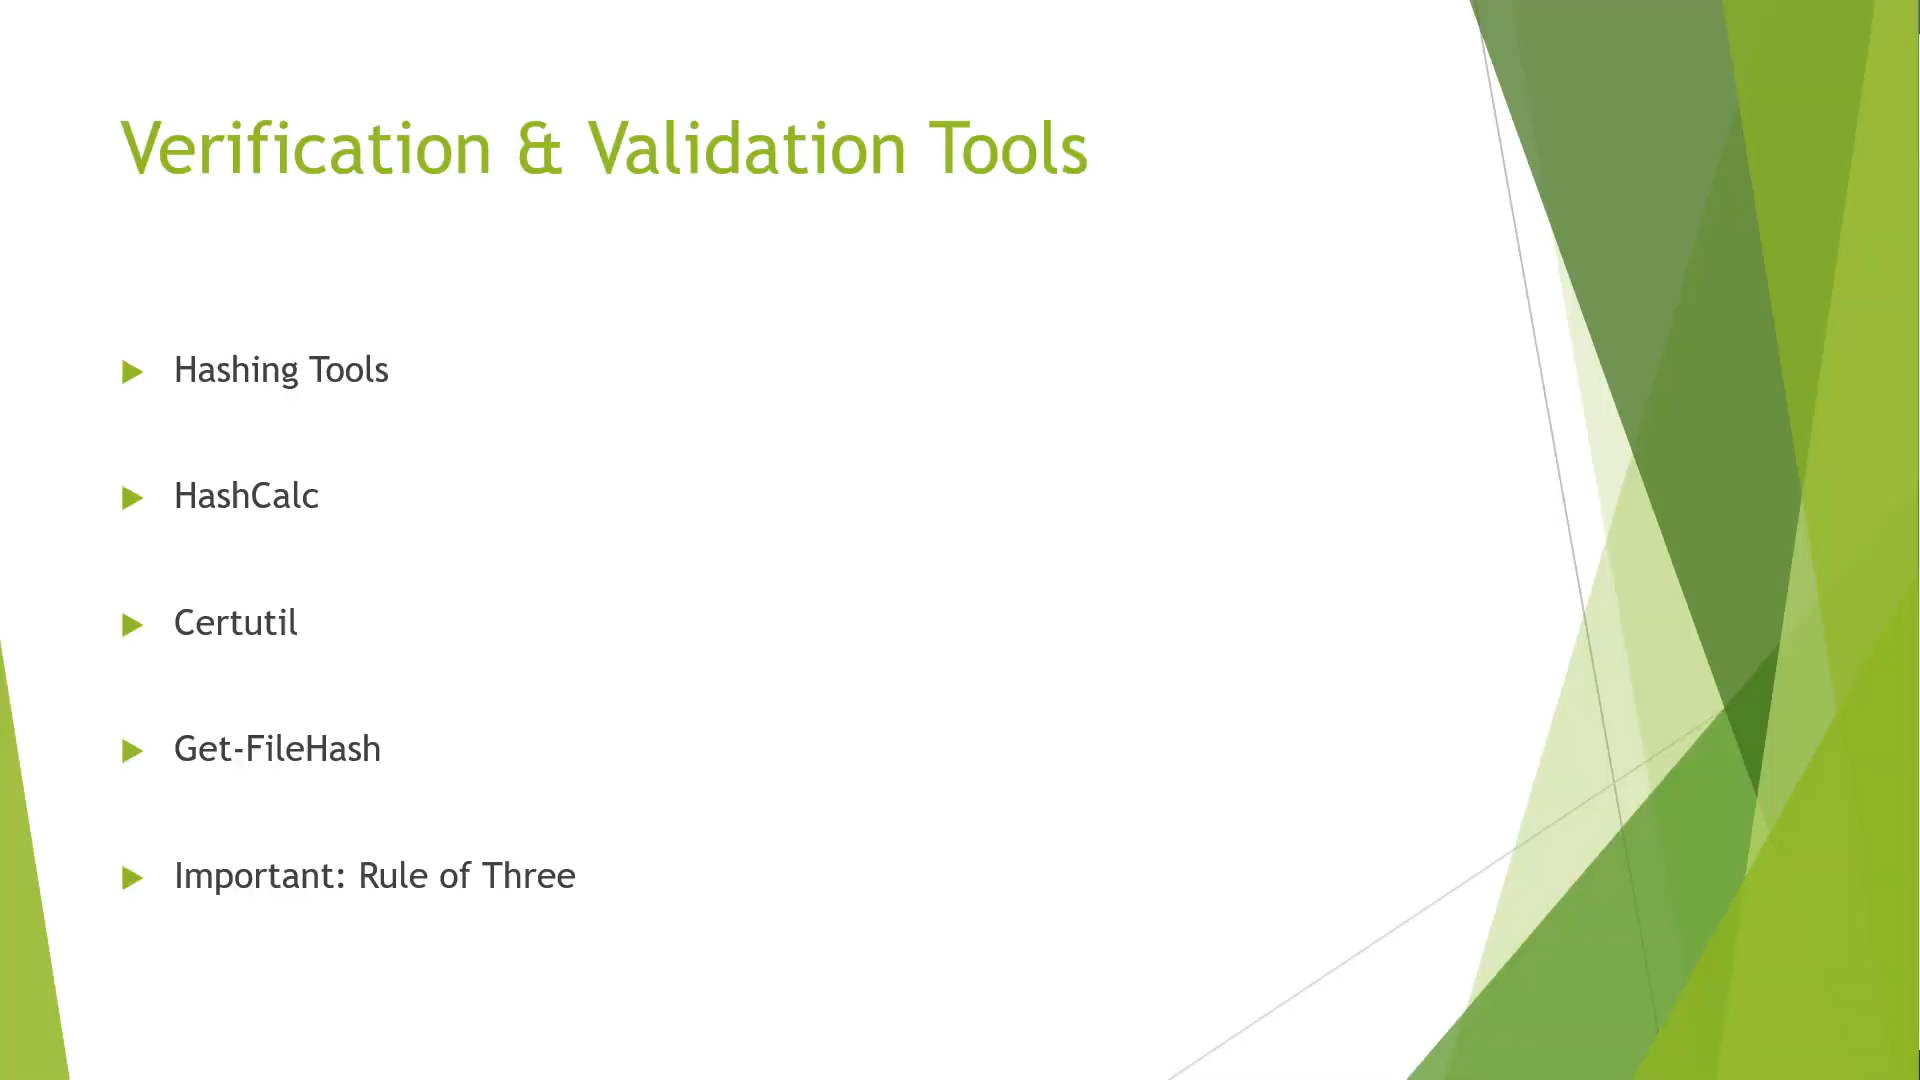 Verification & Validation Tools
Hashing Tools
HashCalc
Certutil
Get-FileHash
Important: Rule of Three